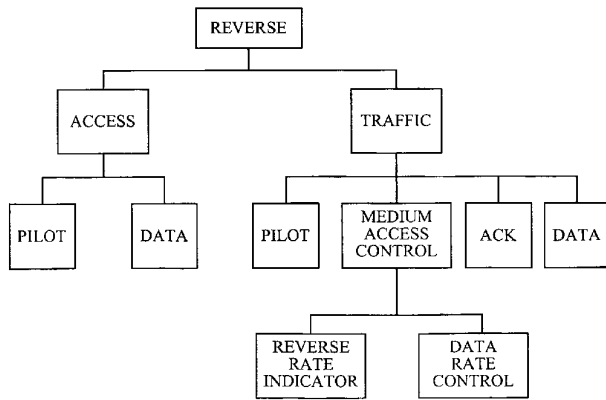 REVERSE
ACCESS
TRAFFIC
PILOT
DATA
PILOT
MEDIUM
ACCESS
CONTROL
ACK
DATA
REVERSE
RATE
INDICATOR
DATA
RATE
CONTROL